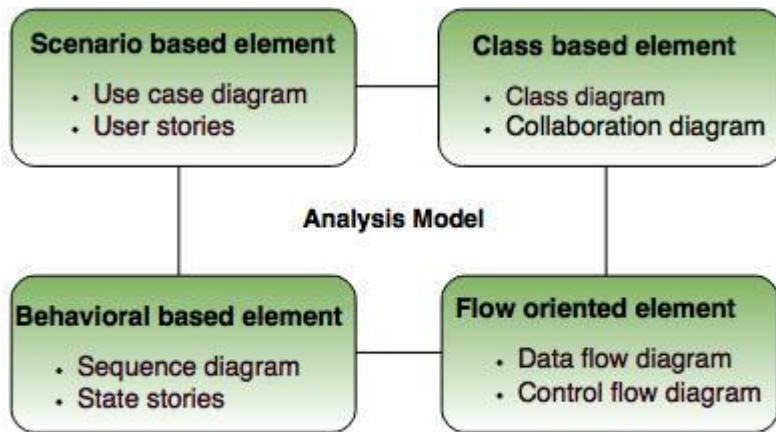 Scenario based element
• Use case diagram
• User stories
Class based element
• Class diagram
• Collaboration diagram
Analysis Model
Behavioral based element
• Sequence diagram
• State stories
Flow oriented element
• Data flow diagram
• Control flow diagram